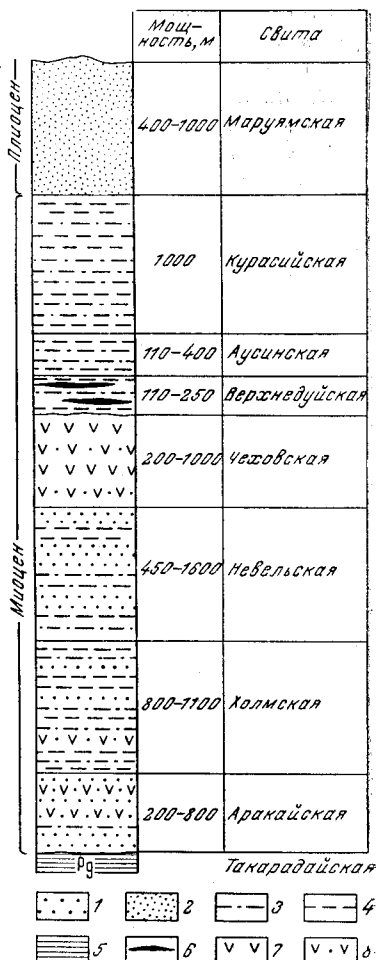 Мощ-
ность, м
Свита
Плиоцен
400-1000
Маруямская
Миоцен
1000
Курасийская
110-400
Аусинская
110-250
Верхнедуйская
200-1000
Чеховская
450-1600
Невельская
800-1100
Холмская
200-800
Аракайская
Pg
Такарадайская
1
2
3
4
5
6
7
8